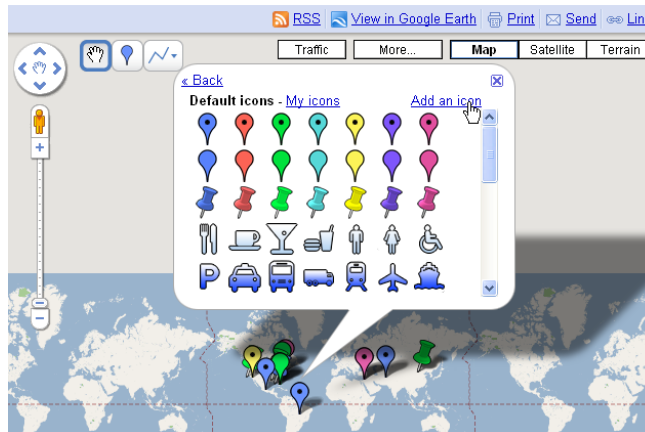 RSS View in Google Earth Print Send Lin
Traffic More... Map Satellite Terrain
« Back
Default icons - My icons Add an icon
P